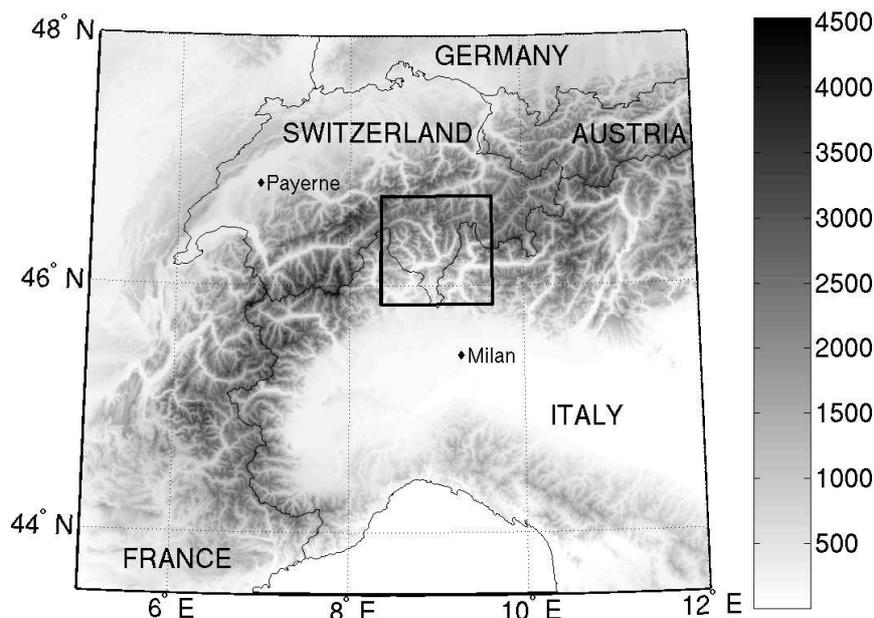 48° N
46° N
44° N
6° E
8° E
10° E
12° E
GERMANY
SWITZERLAND
AUSTRIA
Payerne
Milan
ITALY
FRANCE
4500
4000
3500
3000
2500
2000
1500
1000
500